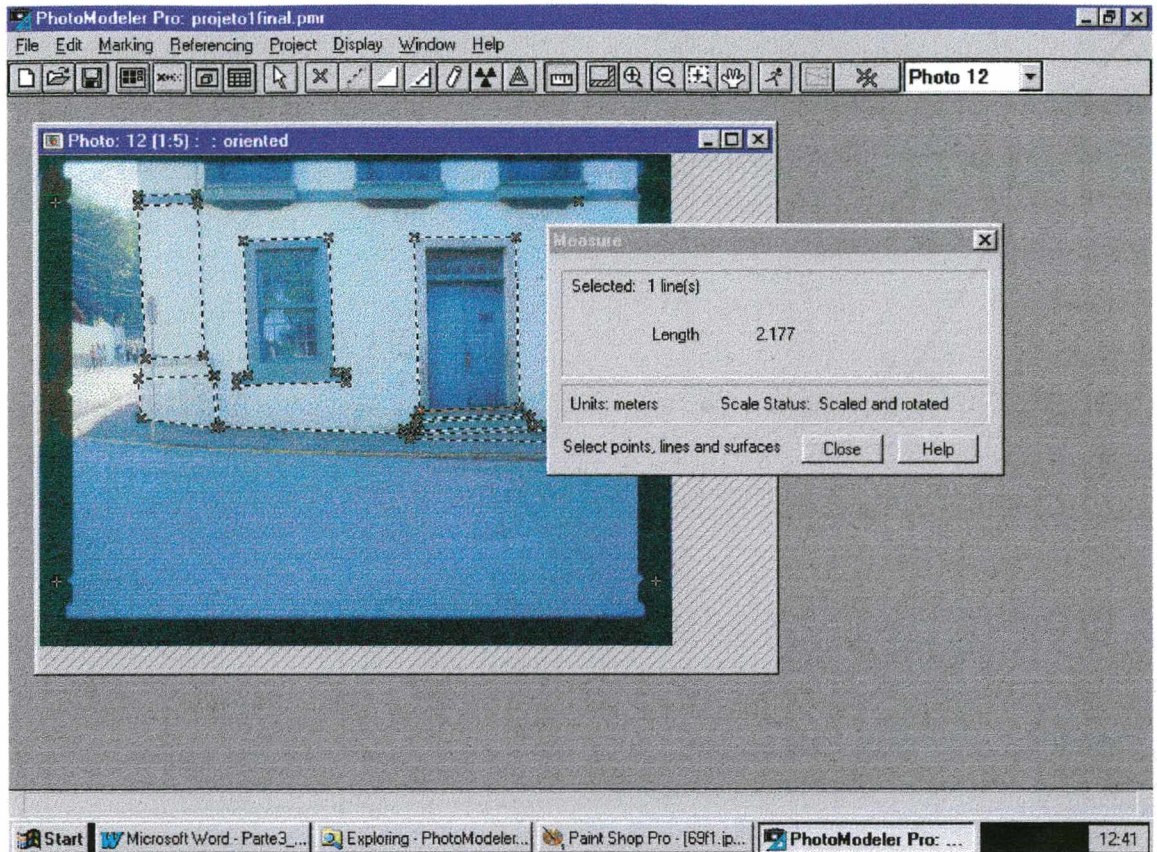 PhotoModeler Pro: projeto1final.pmr
File Edit Marking Referencing Project Display Window Help
Photo 12
Photo: 12 (1:5) : : oriented
Measure
Selected: 1 line(s)
Length 2.177
Units: meters Scale Status: Scaled and rotated
Select points, lines and surfaces Close Help
Start Microsoft Word - Parte3_... Exploring - PhotoModeler... Paint Shop Pro - [69f1.jp... PhotoModeler Pro: ... 12:41